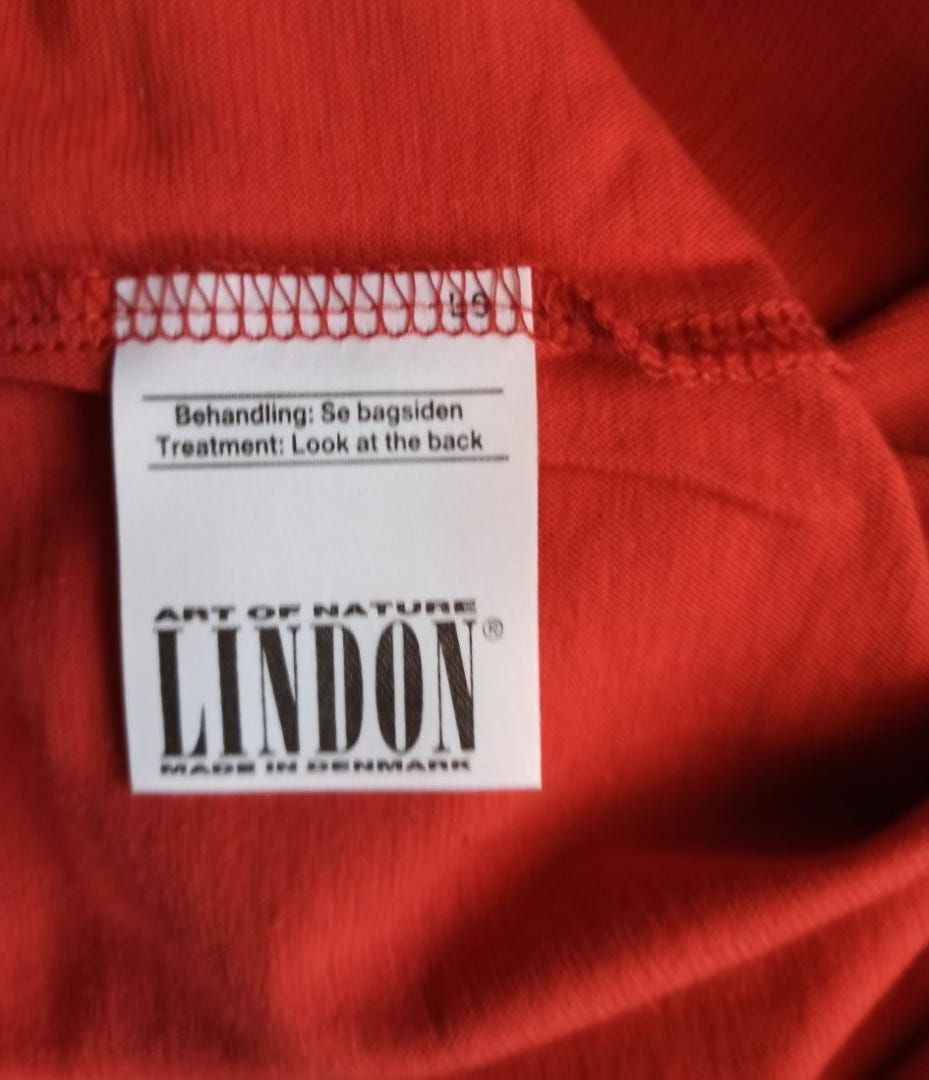 Behandling: Se bagsiden
Treatment: Look at the back
ART OF NATURE
LINDON®
MADE IN DENMARK